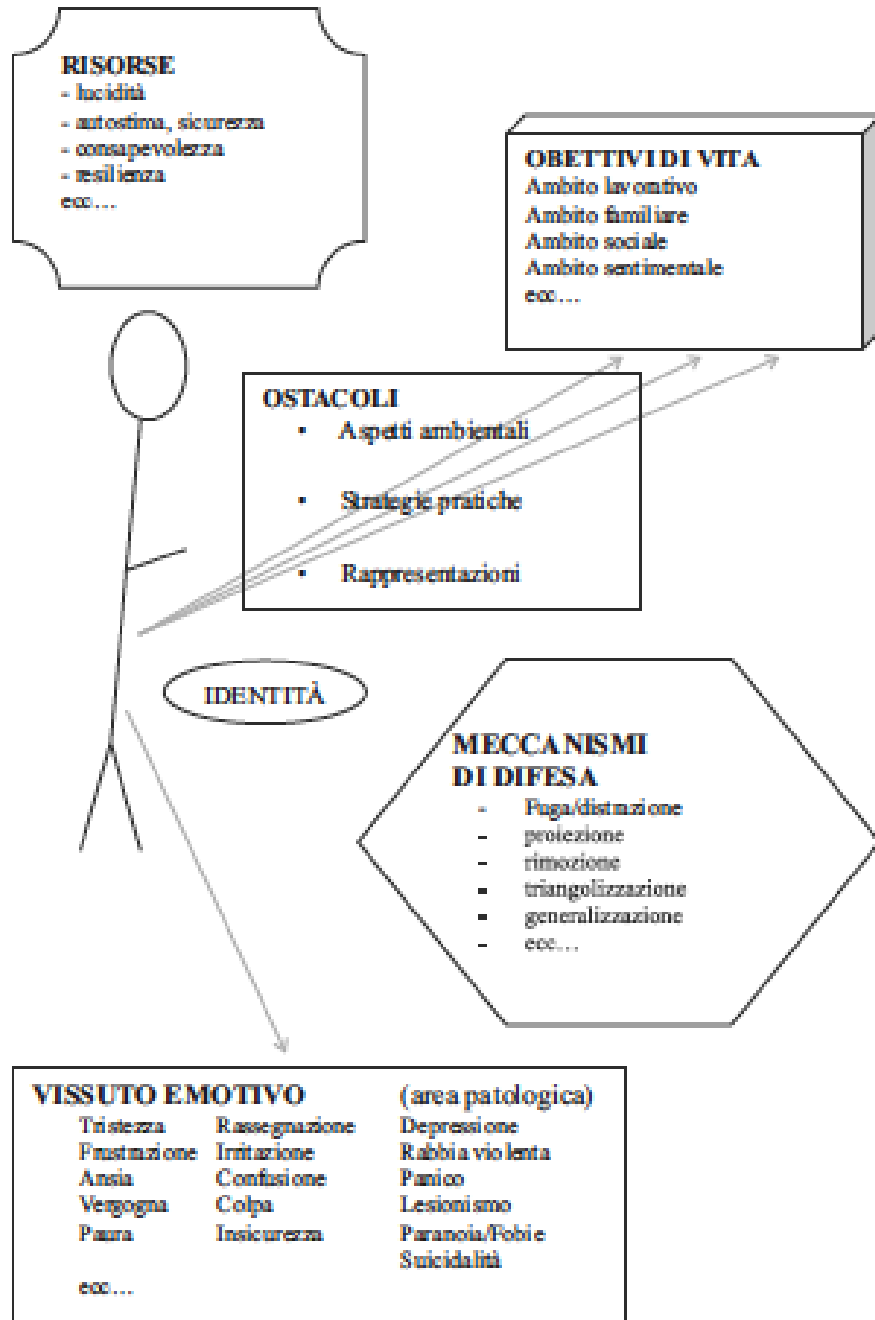 RISORSE
- lucidità
- autostima, sicurezza
- consapevolezza
- resilienza
ecc…
OBETTIVI DI VITA
Ambito lavorativo
Ambito familiare
Ambito sociale
Ambito sentimentale
ecc…
OSTACOLI
• Aspetti ambientali
• Strategie pratiche
• Rappresentazioni
IDENTITÀ
MECCANISMI
DI DIFESA
- Fuga/distrazione
- proiezione
- rimozione
- triangolizzazione
- generalizzazione
- ecc…
VISSUTO EMOTIVO (area patologica)
Tristezza Rassegnazione Depressione
Frustrazione Irritazione Rabbia violenta
Ansia Confusione Panico
Vergogna Colpa Lesionismo
Paura Insicurezza Paranoia/Fobie
Suicidalità
ecc…